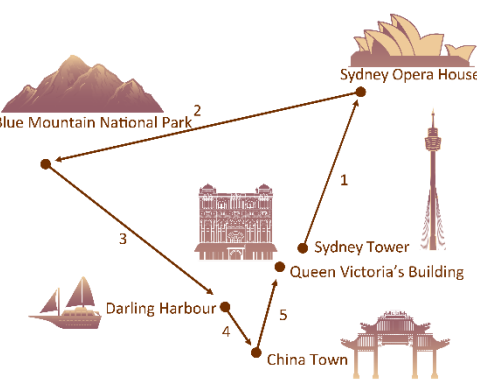 Sydney Opera House
Blue Mountain National Park
2
1
3
Sydney Tower
Queen Victoria's Building
Darling Harbour
5
4
China Town